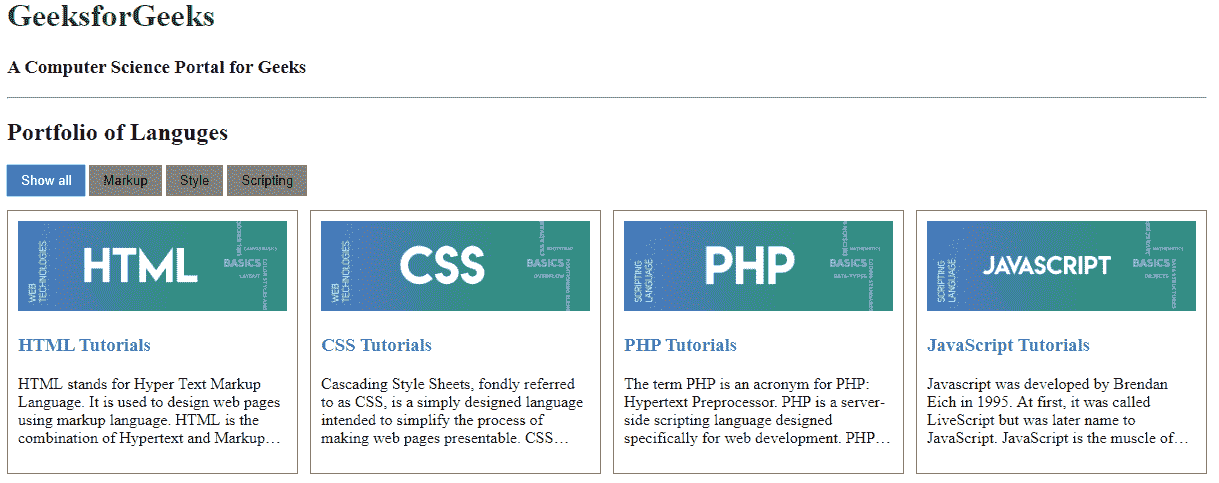 GeeksforGeeks
A Computer Science Portal for Geeks
Portfolio of Languges
Show all Markup Style Scripting
WEB TECHNOLOGIES HTML BASICS LAYOUT
WEB TECHNOLOGIES CSS BOOTSTRAP BASICS OVERFLOW
SCRIPTING LANGUAGE PHP BASICS DATA-TYPES
SCRIPTING LANGUAGE JAVASCRIPT BASICS OBJECTS
HTML Tutorials
HTML stands for Hyper Text Markup
Language. It is used to design web pages
using markup language. HTML is the
combination of Hypertext and Markup…
CSS Tutorials
Cascading Style Sheets, fondly referred
to as CSS, is a simply designed language
intended to simplify the process of
making web pages presentable. CSS…
PHP Tutorials
The term PHP is an acronym for PHP:
Hypertext Preprocessor. PHP is a server-
side scripting language designed
specifically for web development. PHP…
JavaScript Tutorials
Javascript was developed by Brendan
Eich in 1995. At first, it was called
LiveScript but was later name to
JavaScript. JavaScript is the muscle of…